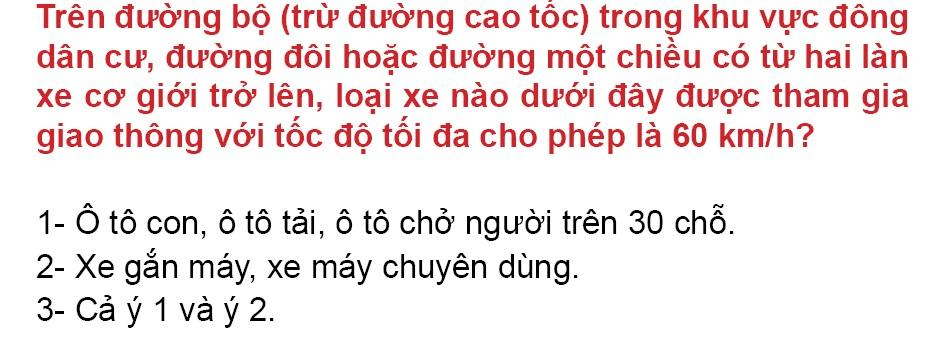 Trên đường bộ (trừ đường cao tốc) trong khu vực đông
dân cư, đường đôi hoặc đường một chiều có từ hai làn
xe cơ giới trở lên, loại xe nào dưới đây được tham gia
giao thông với tốc độ tối đa cho phép là 60 km/h?
1- Ô tô con, ô tô tải, ô tô chở người trên 30 chỗ.
2- Xe gắn máy, xe máy chuyên dùng.
3- Cả ý 1 và ý 2.